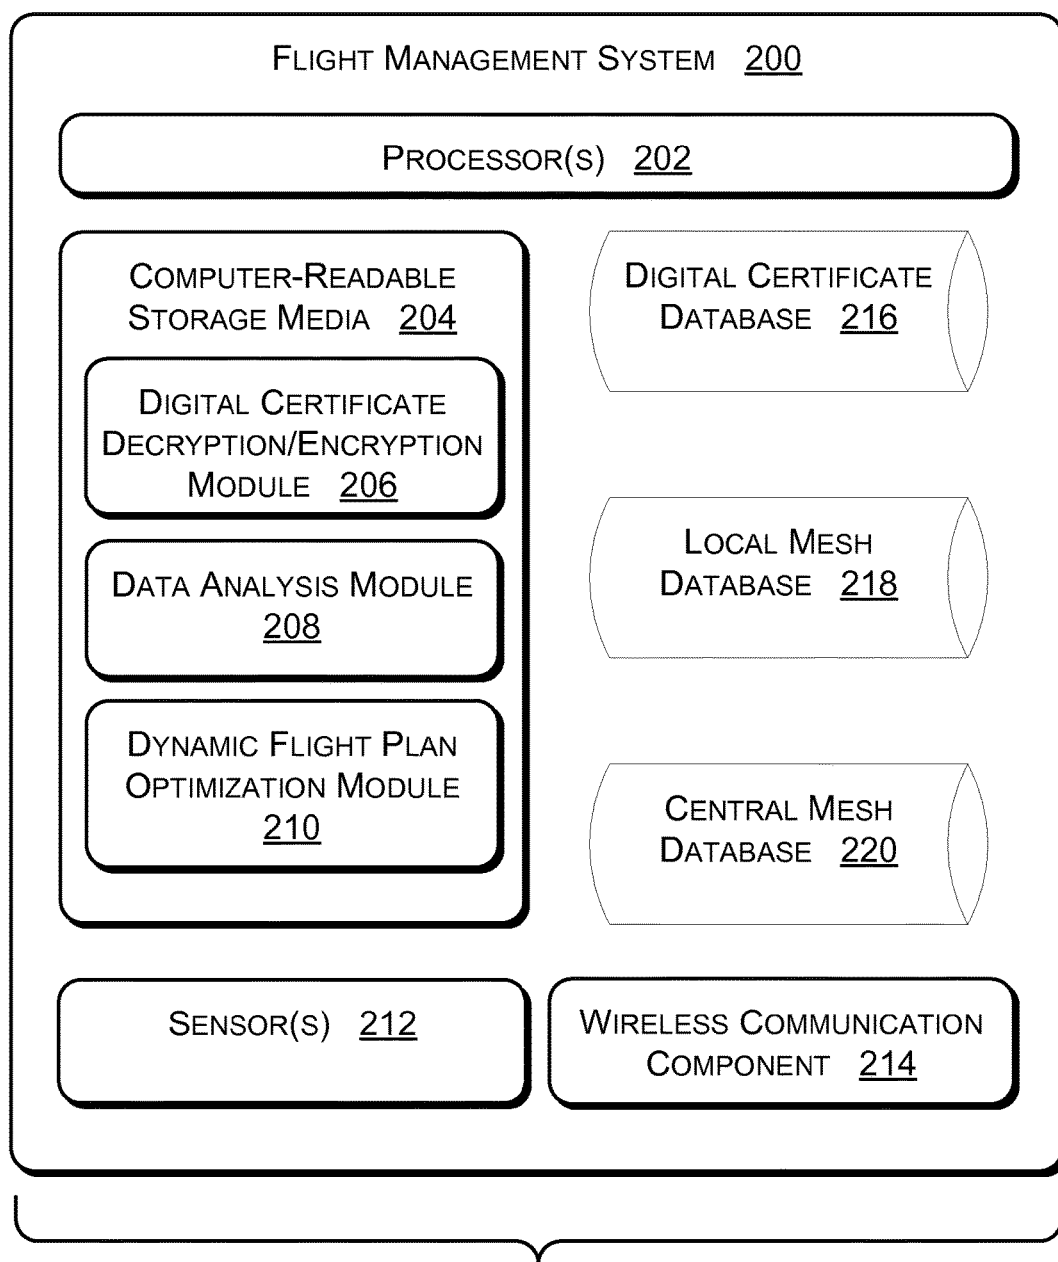 FLIGHT MANAGEMENT SYSTEM 200
PROCESSOR(S) 202
COMPUTER-READABLE
STORAGE MEDIA 204
DIGITAL CERTIFICATE
DECRYPTION/ENCRYPTION
MODULE 206
DATA ANALYSIS MODULE
208
DYNAMIC FLIGHT PLAN
OPTIMIZATION MODULE
210
DIGITAL CERTIFICATE
DATABASE 216
LOCAL MESH
DATABASE 218
CENTRAL MESH
DATABASE 220
SENSOR(S) 212
WIRELESS COMMUNICATION
COMPONENT 214